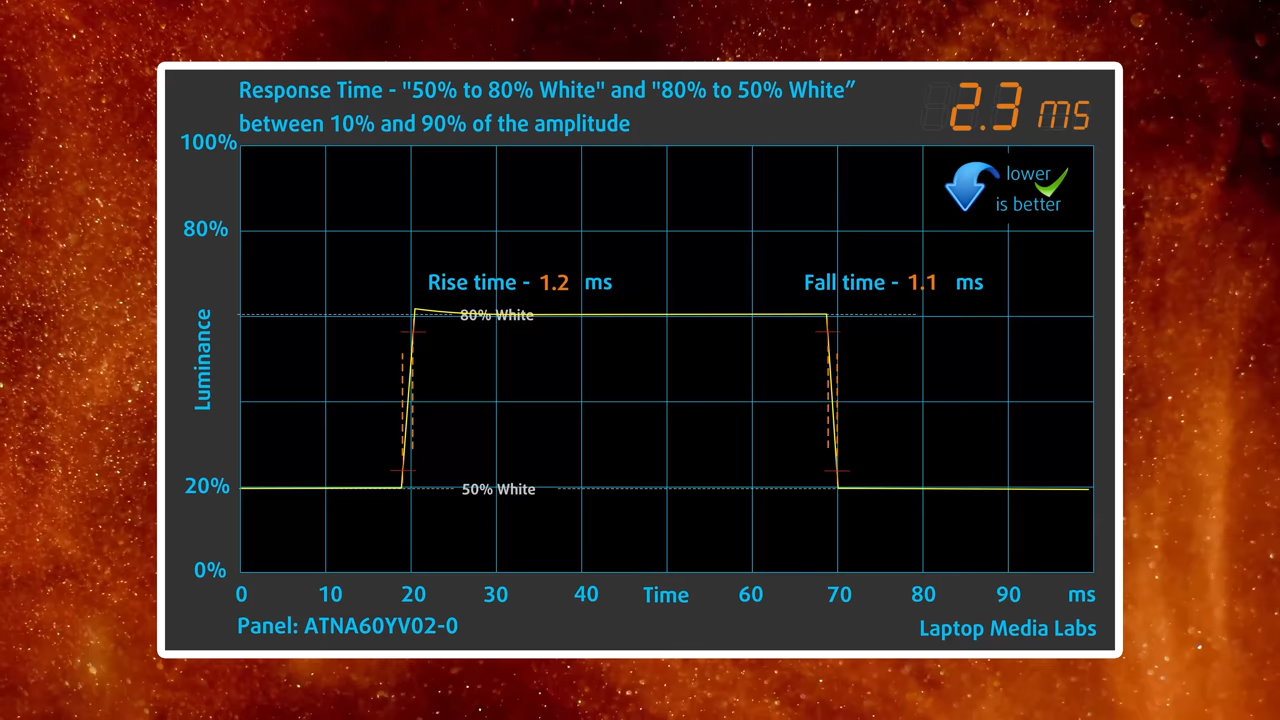 Response Time - "50% to 80% White" and "80% to 50% White”
between 10% and 90% of the amplitude
2.3 ms
lower
is better
100%
80%
20%
0%
Luminance
Rise time - 1.2 ms
Fall time - 1.1 ms
80% White
50% White
0 10 20 30 40 Time 60 70 80 90 ms
Panel: ATNA60YV02-0
Laptop Media Labs